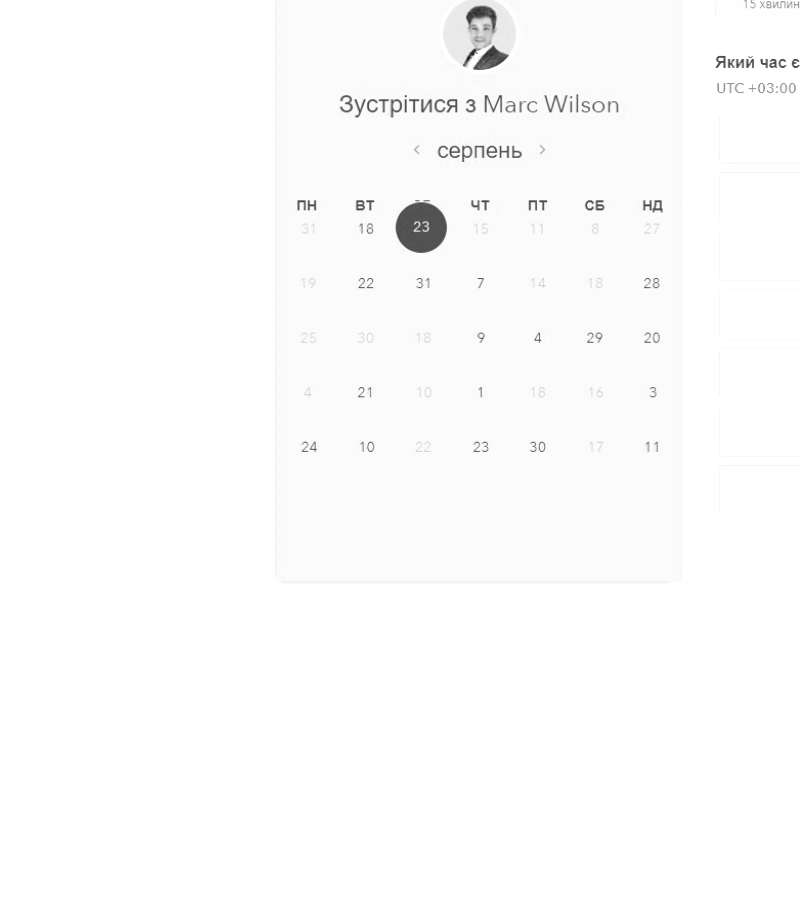 15 хвилин
Зустрітися з Marc Wilson
серпень
Який час є
UTC +03:00
ПН ВТ ЧТ ПТ СБ НД
31 18 23 15 11 8 27
19 22 31 7 14 18 28
25 30 18 9 4 29 20
4 21 10 1 18 16 3
24 10 22 23 30 17 11